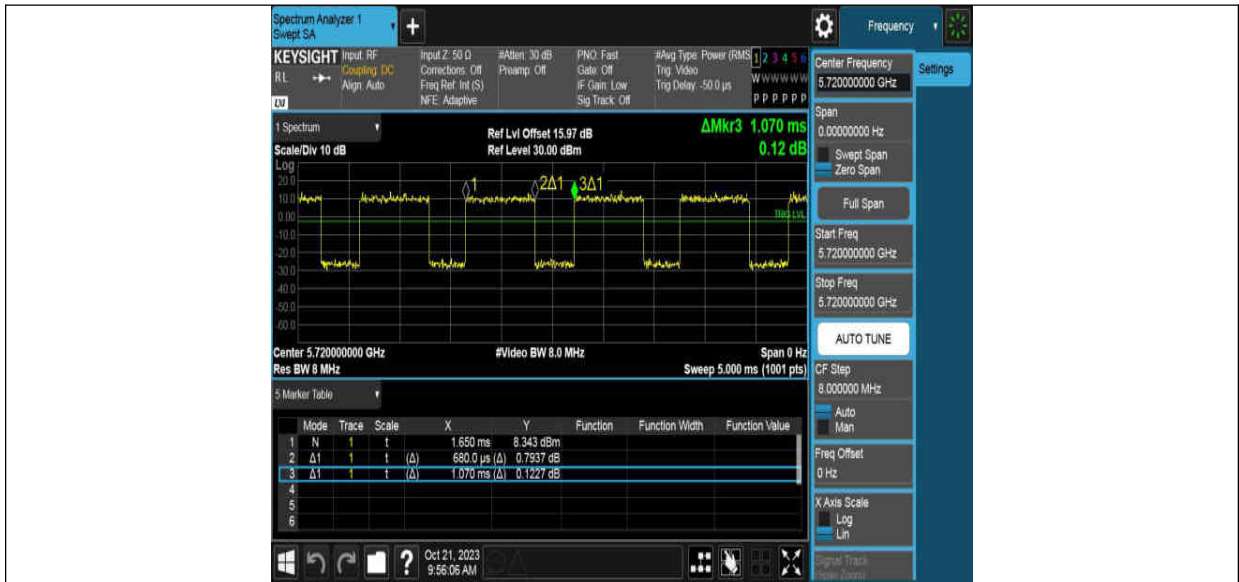 Spectrum Analyzer 1
Swept SA
+
Frequency
KEYSIGHT Input: RF Input Z: 50 Ω #Atten: 30 dB PNO: Fast #Avg Type: Power (RMS 1 2 3 4 5 6
RL Coupling: DC Corrections: Off Preamp: Off Gate: Off Trig: Video W W W W W W
Align: Auto Freq Ref: Int (S) IF Gain: Low Trig Delay: -50.0 µs
NFE: Adaptive Sig Track: Off P P P P P P
LXI
Center Frequency
5.720000000 GHz
Settings
1 Spectrum
Ref Lvl Offset 15.97 dB
ΔMkr3 1.070 ms
Scale/Div 10 dB
Ref Level 30.00 dBm
0.12 dB
Log
20.0
10.0
0.00
-10.0
-20.0
-30.0
-40.0
-50.0
-60.0
1
2Δ1
3Δ1
TRIG LVL
Center 5.720000000 GHz #Video BW 8.0 MHz Span 0 Hz
Res BW 8 MHz Sweep 5.000 ms (1001 pts)
Span
0.00000000 Hz
Swept Span
Zero Span
Full Span
Start Freq
5.720000000 GHz
Stop Freq
5.720000000 GHz
AUTO TUNE
CF Step
8.000000 MHz
Auto
Man
Freq Offset
0 Hz
X Axis Scale
Log
Lin
Signal Track
(Span Zoom)
5 Marker Table
Mode Trace Scale X Y Function Function Width Function Value
1 N 1 t 1.650 ms 8.343 dBm
2 Δ1 1 t (Δ) 680.0 µs (Δ) 0.7937 dB
3 Δ1 1 t (Δ) 1.070 ms (Δ) 0.1227 dB
4
5
6
?
Oct 21, 2023
9:56:06 AM